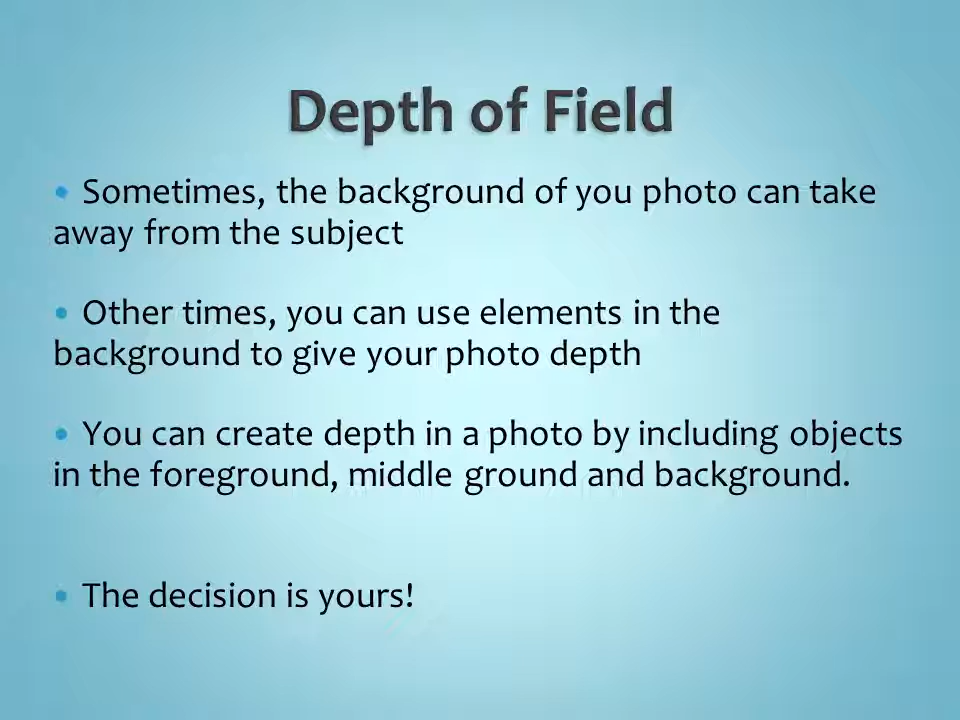 Depth of Field
• Sometimes, the background of you photo can take
away from the subject
• Other times, you can use elements in the
background to give your photo depth
• You can create depth in a photo by including objects
in the foreground, middle ground and background.
• The decision is yours!